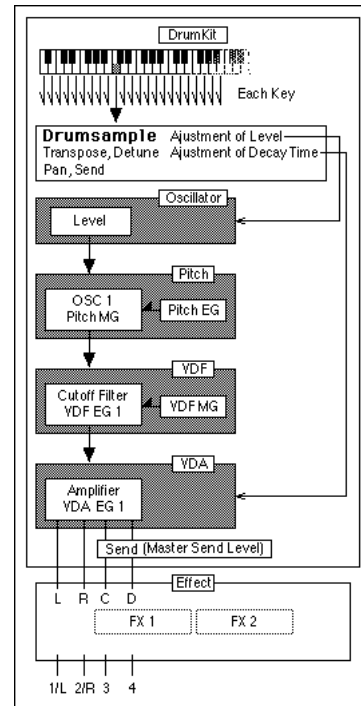 DrumKit
Each Key
Drumsample Ajustment of Level
Transpose, Detune Ajustment of Decay Time
Pan, Send
Oscillator
Level
Pitch
OSC 1
Pitch MG
Pitch EG
VDF
Cutoff Filter
VDF EG 1
VDF MG
VDA
Amplifier
VDA EG 1
Send (Master Send Level)
Effect
L R C D
FX 1 FX 2
1/L 2/R 3 4